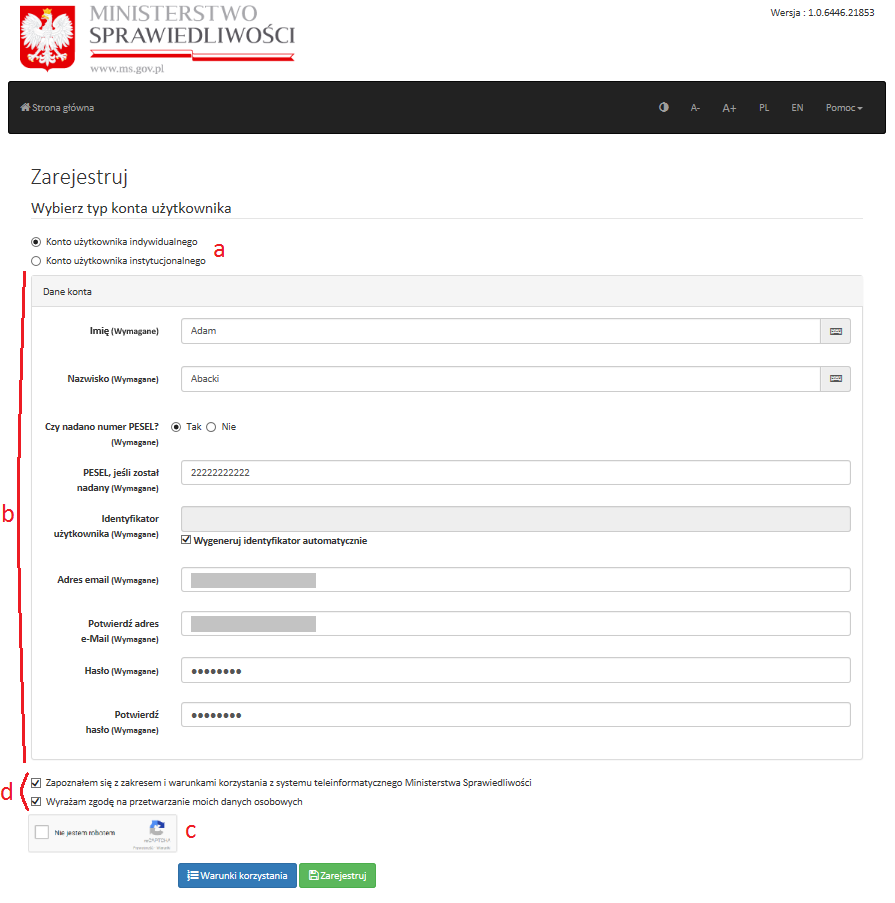 MINISTERSTWO
SPRAWIEDLIWOŚCI
www.ms.gov.pl
Wersja : 1.0.6446.21853
Strona główna
A- A+ PL EN Pomoc
Zarejestruj
Wybierz typ konta użytkownika
Konto użytkownika indywidualnego
a
Konto użytkownika instytucjonalnego
Dane konta
Imię (Wymagane) Adam
Nazwisko (Wymagane) Abacki
Czy nadano numer PESEL? Tak Nie
(Wymagane)
PESEL, jeśli został 22222222222
nadany (Wymagane)
b
Identyfikator
użytkownika (Wymagane)
Wygeneruj identyfikator automatycznie
Adres email (Wymagane)
Potwierdź adres
e-Mail (Wymagane)
Hasło (Wymagane) ●●●●●●●●
Potwierdź ●●●●●●●●
hasło (Wymagane)
d
Zapoznałem się z zakresem i warunkami korzystania z systemu teleinformatycznego Ministerstwa Sprawiedliwości
Wyrażam zgodę na przetwarzanie moich danych osobowych
Nie jestem robotem
reCAPTCHA
c
Warunki korzystania Zarejestruj